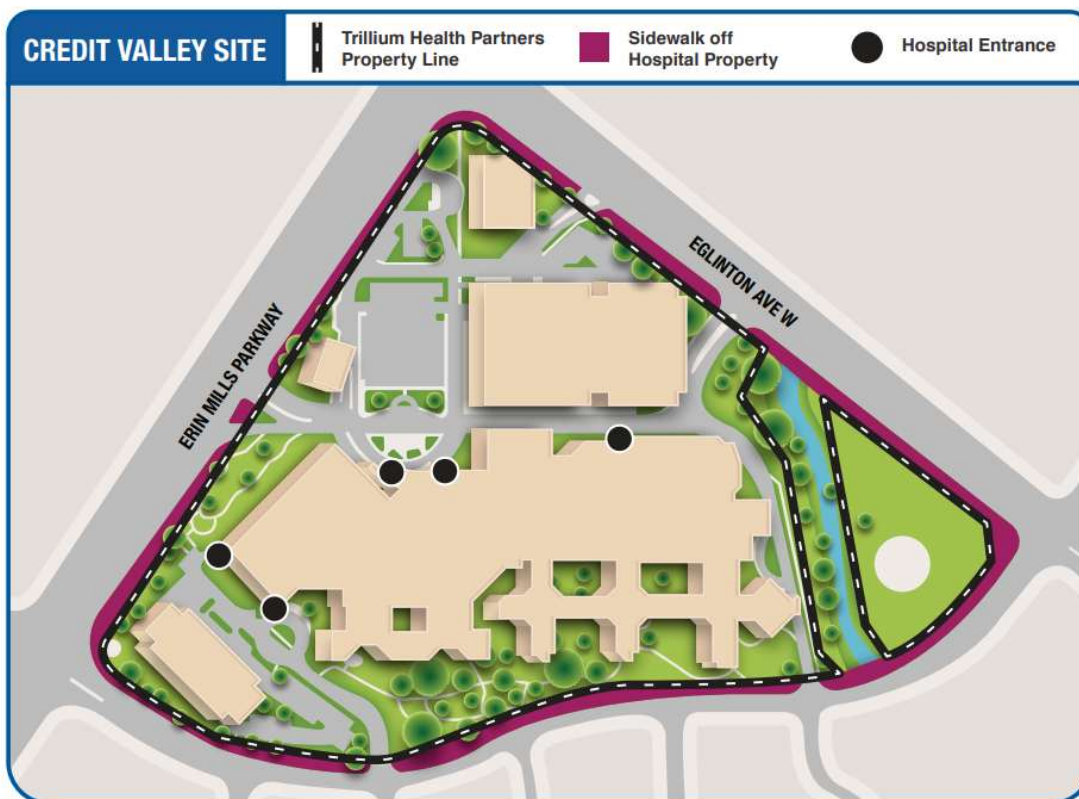 CREDIT VALLEY SITE
Trillium Health Partners
Property Line
Sidewalk off
Hospital Property
Hospital Entrance
EGLINTON AVE W
ERIN MILLS PARKWAY